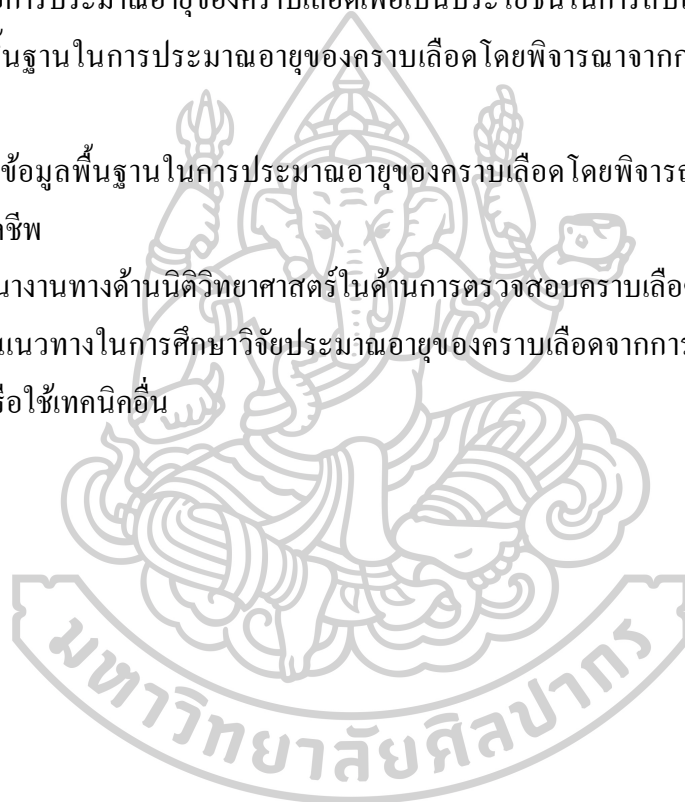 การประมาณอายุของคราบเลือดเพื่อเป็นประโยชน์ในการสืบ
นฐานในการประมาณอายุของคราบเลือดโดยพิจารณาจาก
ข้อมูลพื้นฐานในการประมาณอายุของคราบเลือดโดยพิจารณ
ชีพ
นางานทางด้านนิติวิทยาศาสตร์ในด้านการตรวจสอบคราบเลือด
แนวทางในการศึกษาวิจัยประมาณอายุของคราบเลือดจากการ
รือใช้เทคนิคอื่น
มหาวิทยาลัยศิลปากร